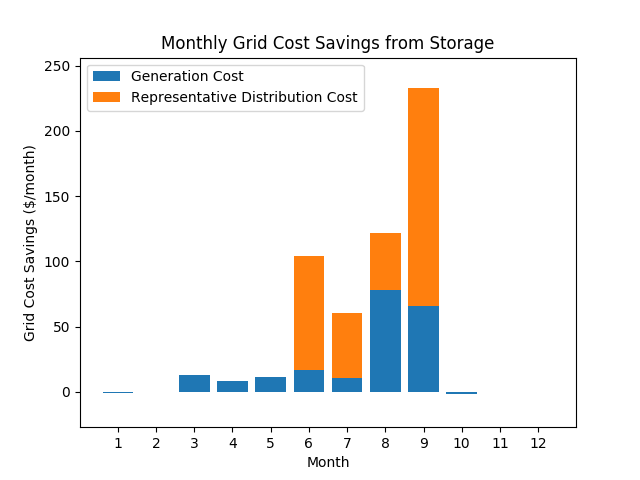 Monthly Grid Cost Savings from Storage
Generation Cost
Representative Distribution Cost
Grid Cost Savings ($/month)
250
200
150
100
50
0
1 2 3 4 5 6 7 8 9 10 11 12
Month